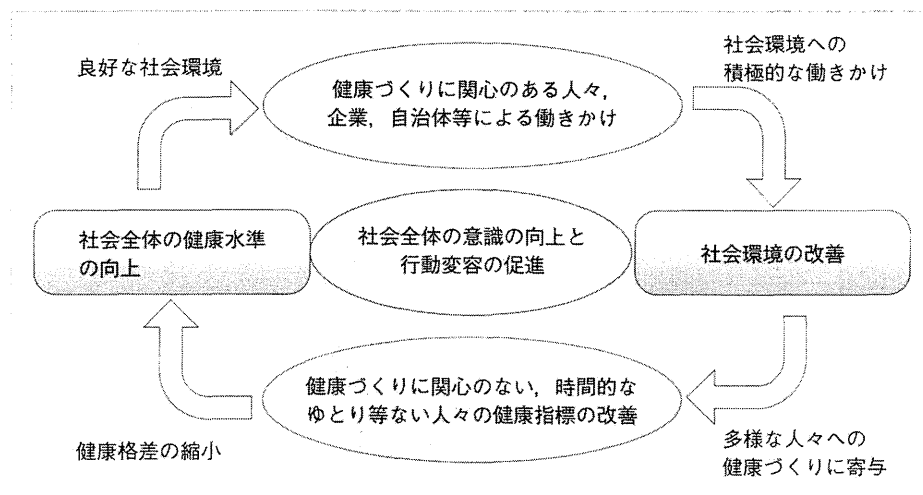 良好な社会環境
健康づくりに関心のある人々，
企業，自治体等による働きかけ
社会環境への
積極的な働きかけ
社会全体の健康水準
の向上
社会全体の意識の向上と
行動変容の促進
社会環境の改善
健康づくりに関心のない，時間的な
ゆとり等ない人々の健康指標の改善
健康格差の縮小
多様な人々への
健康づくりに寄与